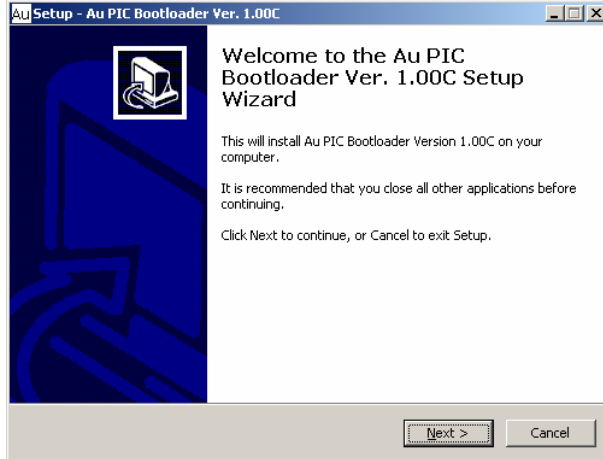 Au Setup - Au PIC Bootloader Ver. 1.00C
Welcome to the Au PIC
Bootloader Ver. 1.00C Setup
Wizard
This will install Au PIC Bootloader Version 1.00C on your
computer.
It is recommended that you close all other applications before
continuing.
Click Next to continue, or Cancel to exit Setup.
Next > Cancel